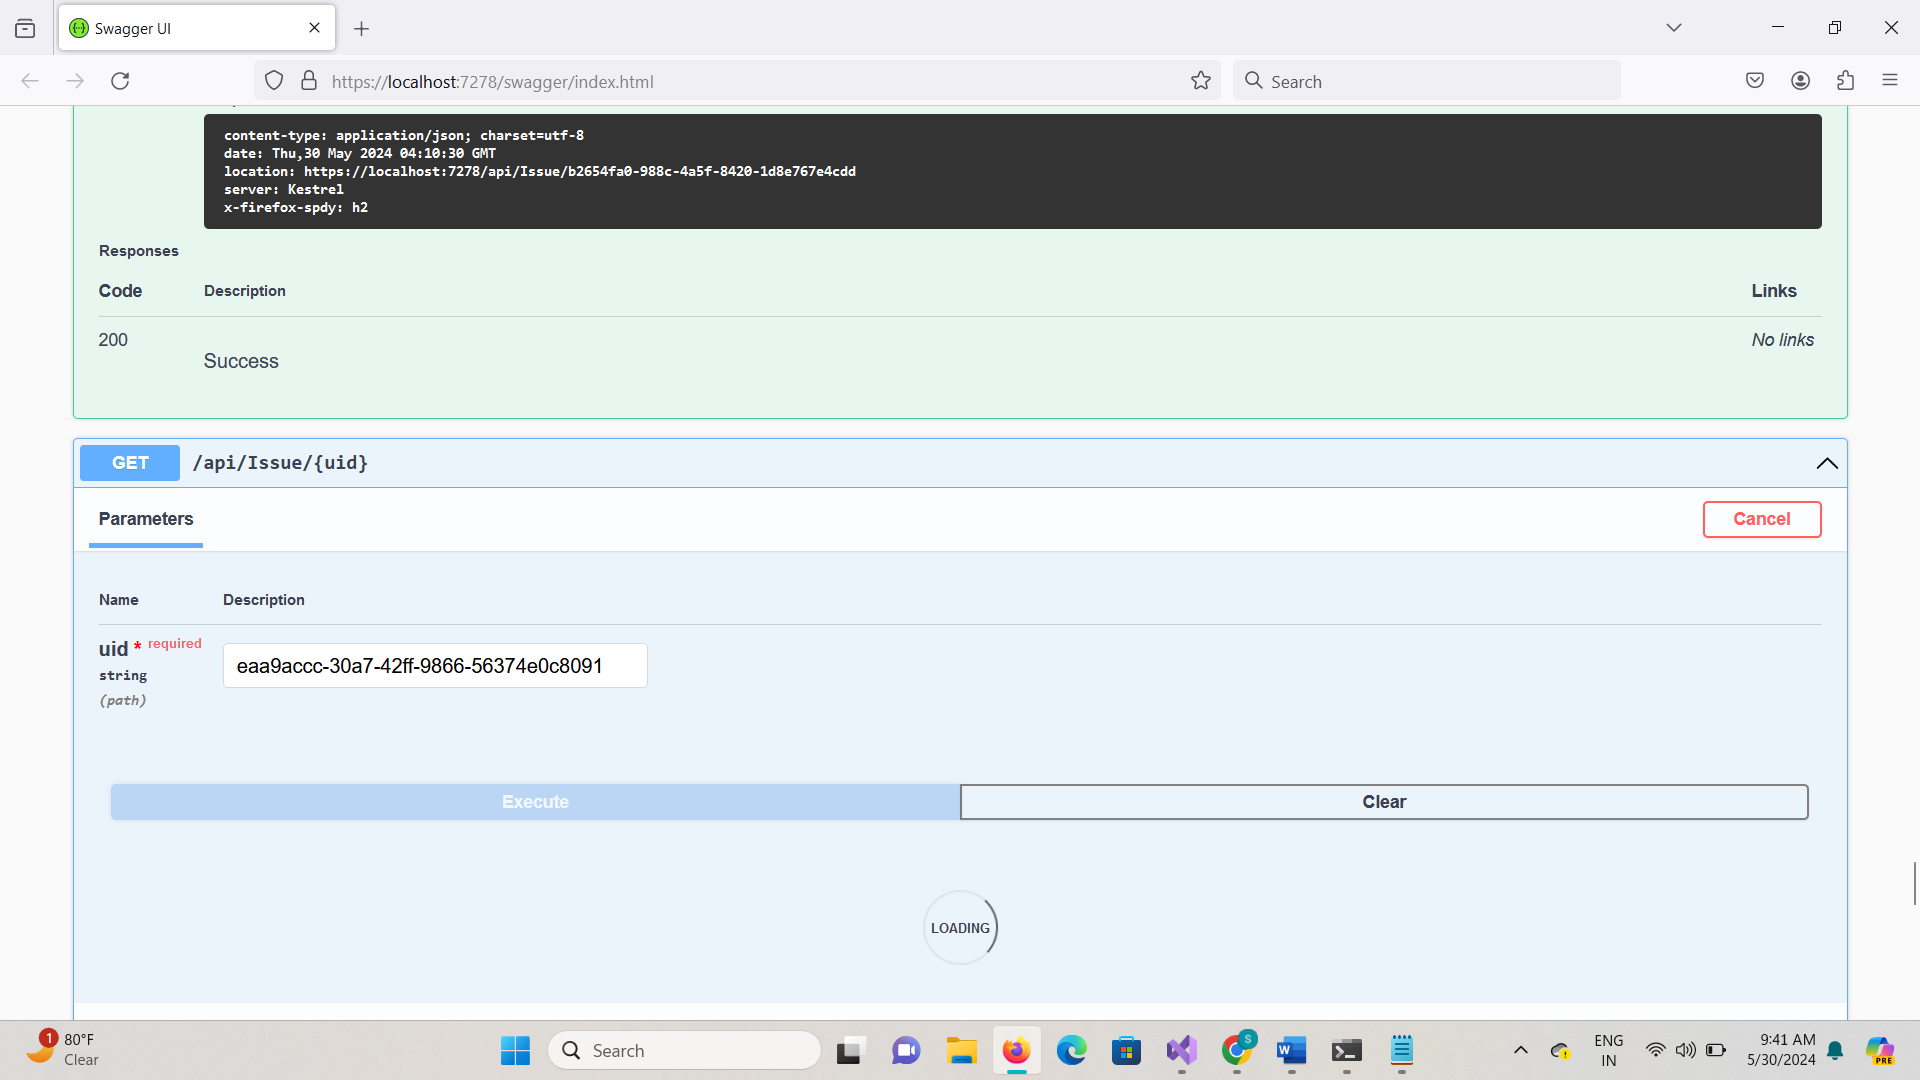 Swagger UI
https://localhost:7278/swagger/index.html
Search
content-type: application/json; charset=utf-8
date: Thu,30 May 2024 04:10:30 GMT
location: https://localhost:7278/api/Issue/b2654fa0-988c-4a5f-8420-1d8e767e4cdd
server: Kestrel
x-firefox-spdy: h2
Responses
Code Description Links
200 No links
Success
GET /api/Issue/{uid}
Parameters Cancel
Name Description
uid * required
string
(path)
eaa9accc-30a7-42ff-9866-56374e0c8091
Execute Clear
LOADING
1
80°F
Clear
Search
S
ENG
IN
9:41 AM
5/30/2024
PRE